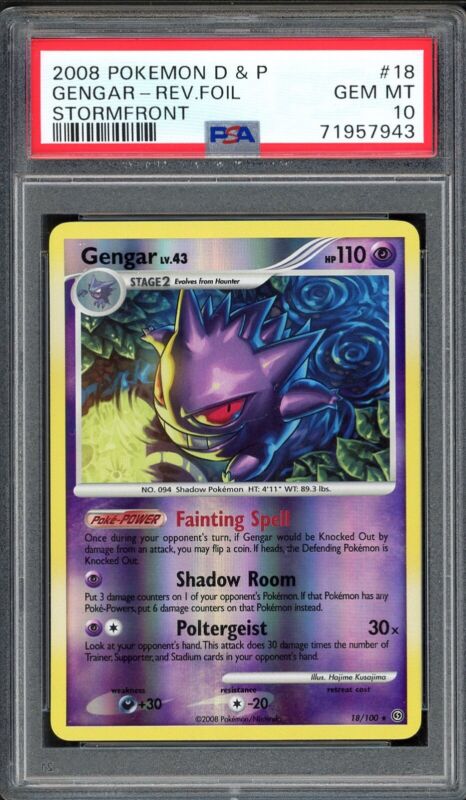 2008 POKEMON D & P #18
GENGAR - REV.FOIL GEM MT
STORMFRONT 10
PSA 71957943
Gengar LV.43 HP 110
STAGE2 Evolves from Haunter
NO. 094 Shadow Pokémon HT: 4'11" WT: 89.3 lbs.
Poké-POWER Fainting Spell
Once during your opponent's turn, if Gengar would be Knocked Out by
damage from an attack, you may flip a coin. If heads, the Defending Pokémon is
Knocked Out.
Shadow Room
Put 3 damage counters on 1 of your opponent's Pokémon. If that Pokémon has any
Poké-Powers, put 6 damage counters on that Pokémon instead.
Poltergeist 30x
Look at your opponent's hand. This attack does 30 damage times the number of
Trainer, Supporter, and Stadium cards in your opponent's hand.
Illus. Hajime Kusajima
weakness resistance retreat cost
+30 -20
©2008 Pokémon/Nintendo 18/100 ★